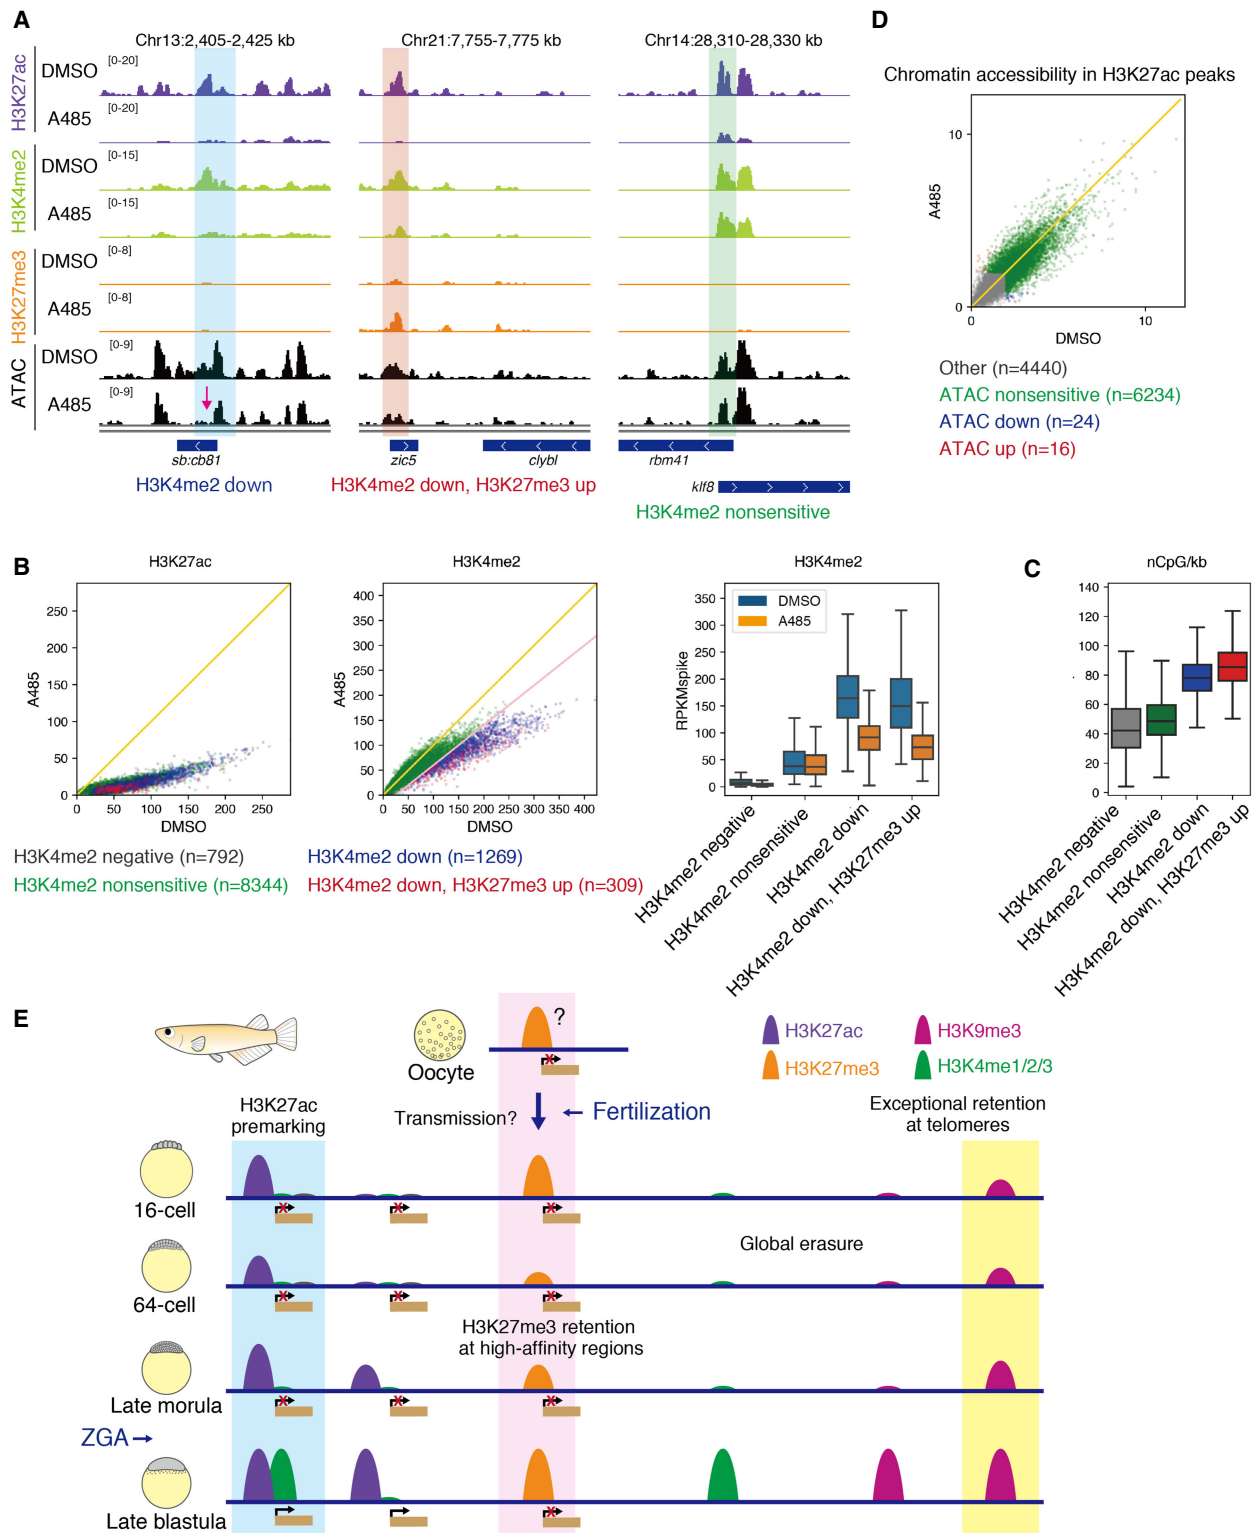 A
Chr13:2,405-2,425 kb
Chr21:7,755-7,775 kb
Chr14:28,310-28,330 kb
H3K27ac
DMSO
[0-20]
A485
[0-20]
H3K4me2
DMSO
[0-15]
A485
[0-15]
H3K27me3
DMSO
[0-8]
A485
[0-8]
ATAC
DMSO
[0-9]
A485
[0-9]
sb:cb81
zic5
clybl
rbm41
klf8
H3K4me2 down
H3K4me2 down, H3K27me3 up
H3K4me2 nonsensitive
D
Chromatin accessibility in H3K27ac peaks
A485
10
0
0
10
DMSO
Other (n=4440)
ATAC nonsensitive (n=6234)
ATAC down (n=24)
ATAC up (n=16)
B
H3K27ac
A485
250
200
150
100
50
0
0
50
100
150
200
250
DMSO
H3K4me2
A485
400
350
300
250
200
150
100
50
0
0
50
100
150
200
250
300
350
400
DMSO
H3K4me2 negative (n=792)
H3K4me2 down (n=1269)
H3K4me2 nonsensitive (n=8344)
H3K4me2 down, H3K27me3 up (n=309)
H3K4me2
RPKMspike
350
300
250
200
150
100
50
0
DMSO
A485
H3K4me2 negative
H3K4me2 nonsensitive
H3K4me2 down
H3K4me2 down, H3K27me3 up
C
nCpG/kb
140
120
100
80
60
40
20
0
H3K4me2 negative
H3K4me2 nonsensitive
H3K4me2 down
H3K4me2 down, H3K27me3 up
E
Oocyte
?
H3K27ac
H3K9me3
H3K27me3
H3K4me1/2/3
H3K27ac
premarking
Transmission?
Fertilization
Exceptional retention
at telomeres
16-cell
Global erasure
64-cell
H3K27me3 retention
at high-affinity regions
Late morula
ZGA
Late blastula